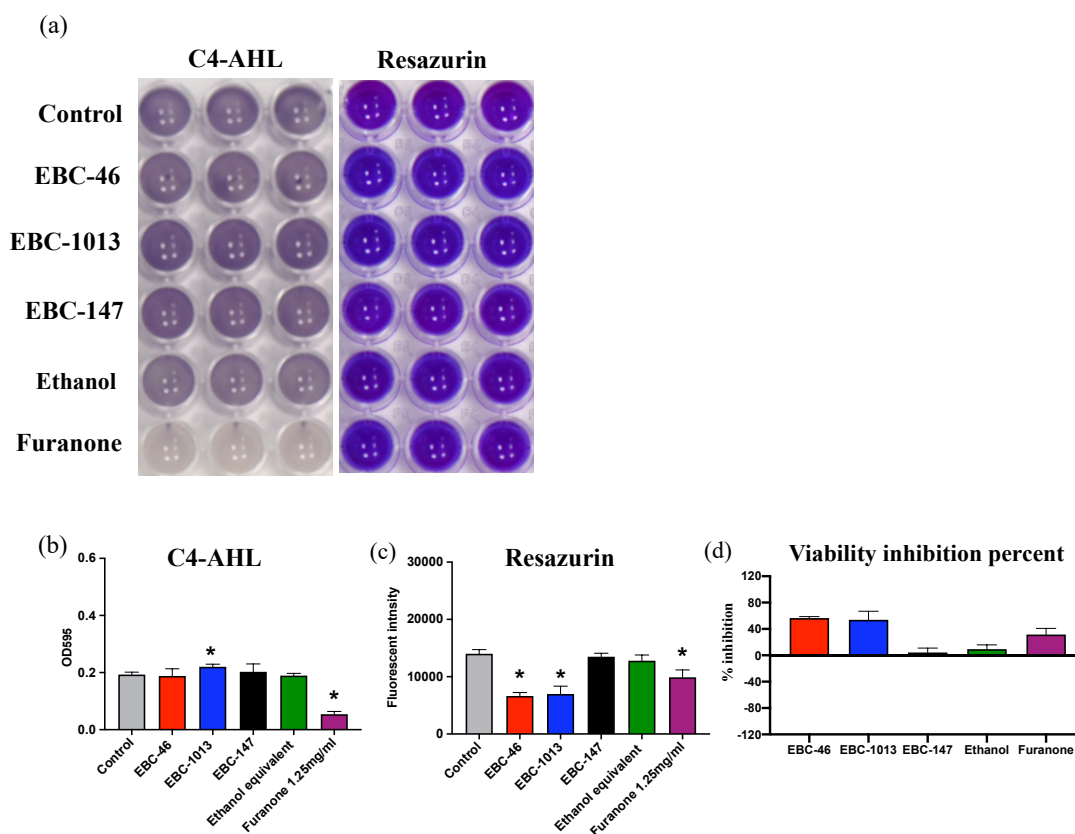 (a)
C4-AHL Resazurin
Control
EBC-46
EBC-1013
EBC-147
Ethanol
Furanone
(b)
C4-AHL
OD595
0.6
0.4
0.2
0.0
*
*
Control
EBC-46
EBC-1013
EBC-147
Ethanol equivalent
Furanone 1.25mg/ml
(c)
Resazurin
Fluorescent intnsity
30000
20000
10000
0
*
*
*
Control
EBC-46
EBC-1013
EBC-147
Ethanol equivalent
Furanone 1.25mg/ml
(d)
Viability inhibition percent
% inhibition
120
80
40
0
-40
-80
-120
EBC-46 EBC-1013 EBC-147 Ethanol Furanone